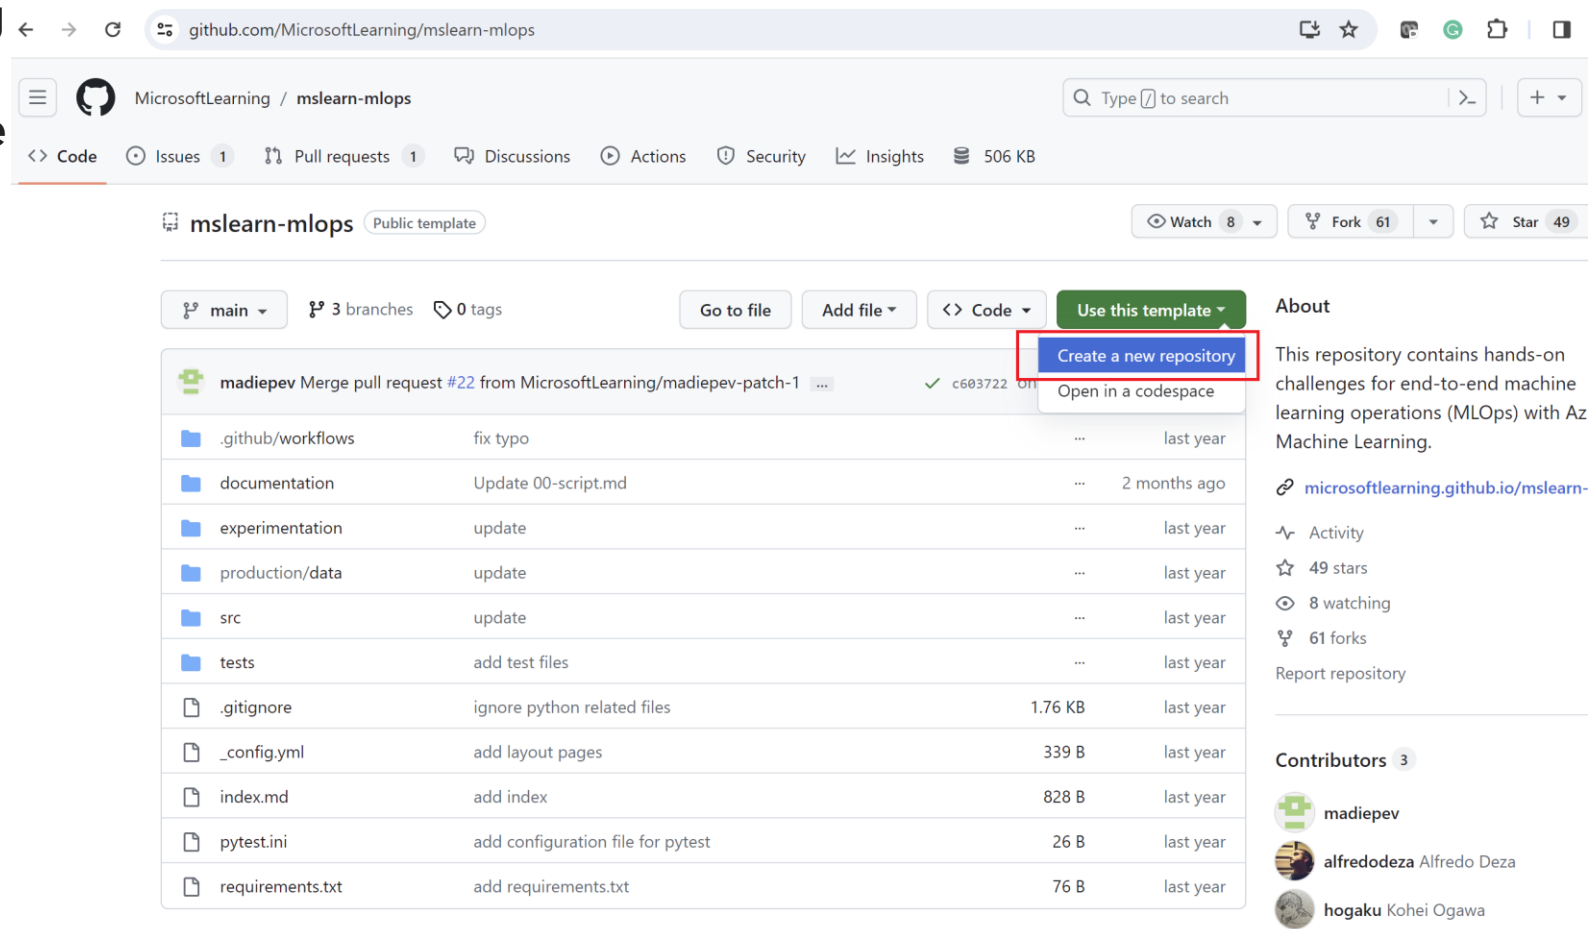 github.com/MicrosoftLearning/mslearn-mlops
MicrosoftLearning / mslearn-mlops
Type / to search
<> Code Issues 1 Pull requests 1 Discussions Actions Security Insights 506 KB
mslearn-mlops Public template
Watch 8 Fork 61 Star 49
main 3 branches 0 tags Go to file Add file <> Code Use this template
Create a new repository
Open in a codespace
madiepev Merge pull request #22 from MicrosoftLearning/madiepev-patch-1 ... c603722 on
.github/workflows fix typo last year
documentation Update 00-script.md 2 months ago
experimentation update last year
production/data update last year
src update last year
tests add test files last year
.gitignore ignore python related files 1.76 KB last year
_config.yml add layout pages 339 B last year
index.md add index 828 B last year
pytest.ini add configuration file for pytest 26 B last year
requirements.txt add requirements.txt 76 B last year
About
This repository contains hands-on
challenges for end-to-end machine
learning operations (MLOps) with Az
Machine Learning.
microsoftlearning.github.io/mslearn-
Activity
49 stars
8 watching
61 forks
Report repository
Contributors 3
madiepev
alfredodeza Alfredo Deza
hogaku Kohei Ogawa